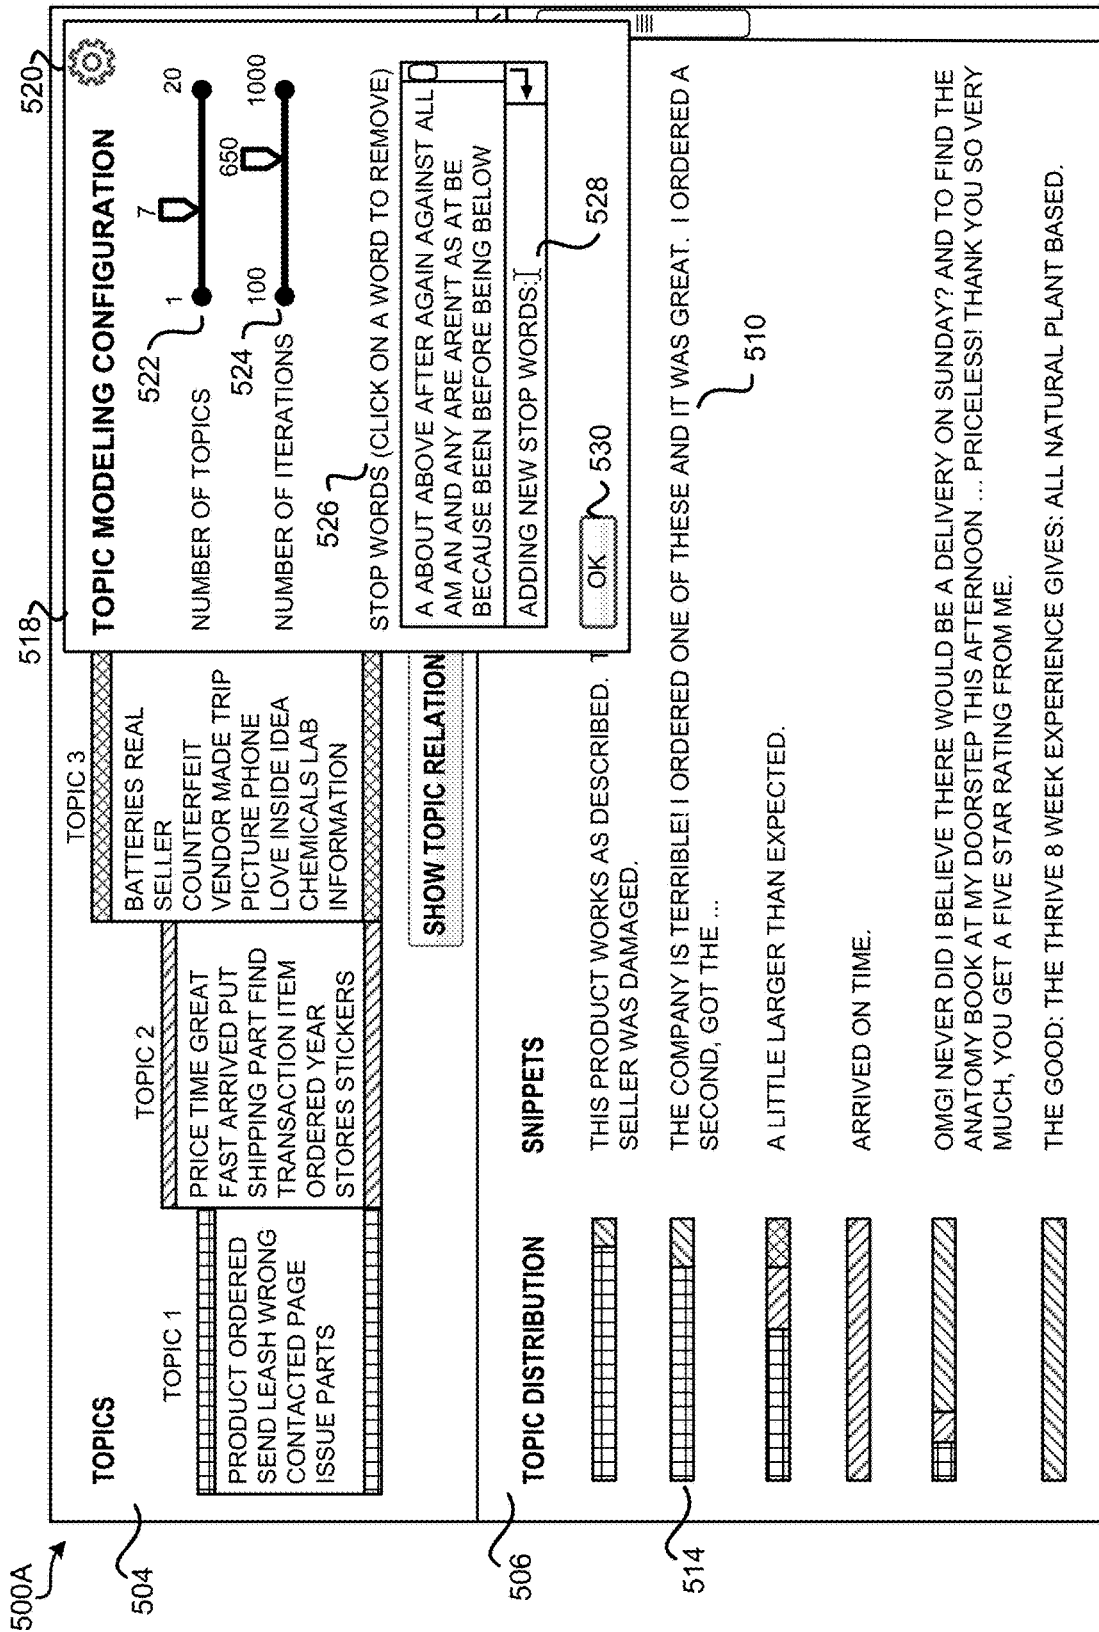 500A
504
TOPICS
TOPIC 1
PRODUCT ORDERED
SEND LEASH WRONG
CONTACTED PAGE
ISSUE PARTS
TOPIC 2
PRICE TIME GREAT
FAST ARRIVED PUT
SHIPPING PART FIND
TRANSACTION ITEM
ORDERED YEAR
STORES STICKERS
TOPIC 3
BATTERIES REAL
SELLER
COUNTERFEIT
VENDOR MADE TRIP
PICTURE PHONE
LOVE INSIDE IDEA
CHEMICALS LAB
INFORMATION
SHOW TOPIC RELATION
518
520
TOPIC MODELING CONFIGURATION
522
NUMBER OF TOPICS
1
7
20
524
NUMBER OF ITERATIONS
100
650
1000
526
STOP WORDS (CLICK ON A WORD TO REMOVE)
A ABOUT ABOVE AFTER AGAIN AGAINST ALL
AM AN AND ANY ARE AREN'T AS AT BE
BECAUSE BEEN BEFORE BEING BELOW
ADDING NEW STOP WORDS:
528
OK
530
506
TOPIC DISTRIBUTION
SNIPPETS
THIS PRODUCT WORKS AS DESCRIBED.
SELLER WAS DAMAGED.
514
THE COMPANY IS TERRIBLE! I ORDERED ONE OF THESE AND IT WAS GREAT. I ORDERED A
SECOND, GOT THE ...
510
A LITTLE LARGER THAN EXPECTED.
ARRIVED ON TIME.
OMG! NEVER DID I BELIEVE THERE WOULD BE A DELIVERY ON SUNDAY? AND TO FIND THE
ANATOMY BOOK AT MY DOORSTEP THIS AFTERNOON ... PRICELESS! THANK YOU SO VERY
MUCH, YOU GET A FIVE STAR RATING FROM ME.
THE GOOD: THE THRIVE 8 WEEK EXPERIENCE GIVES: ALL NATURAL PLANT BASED.